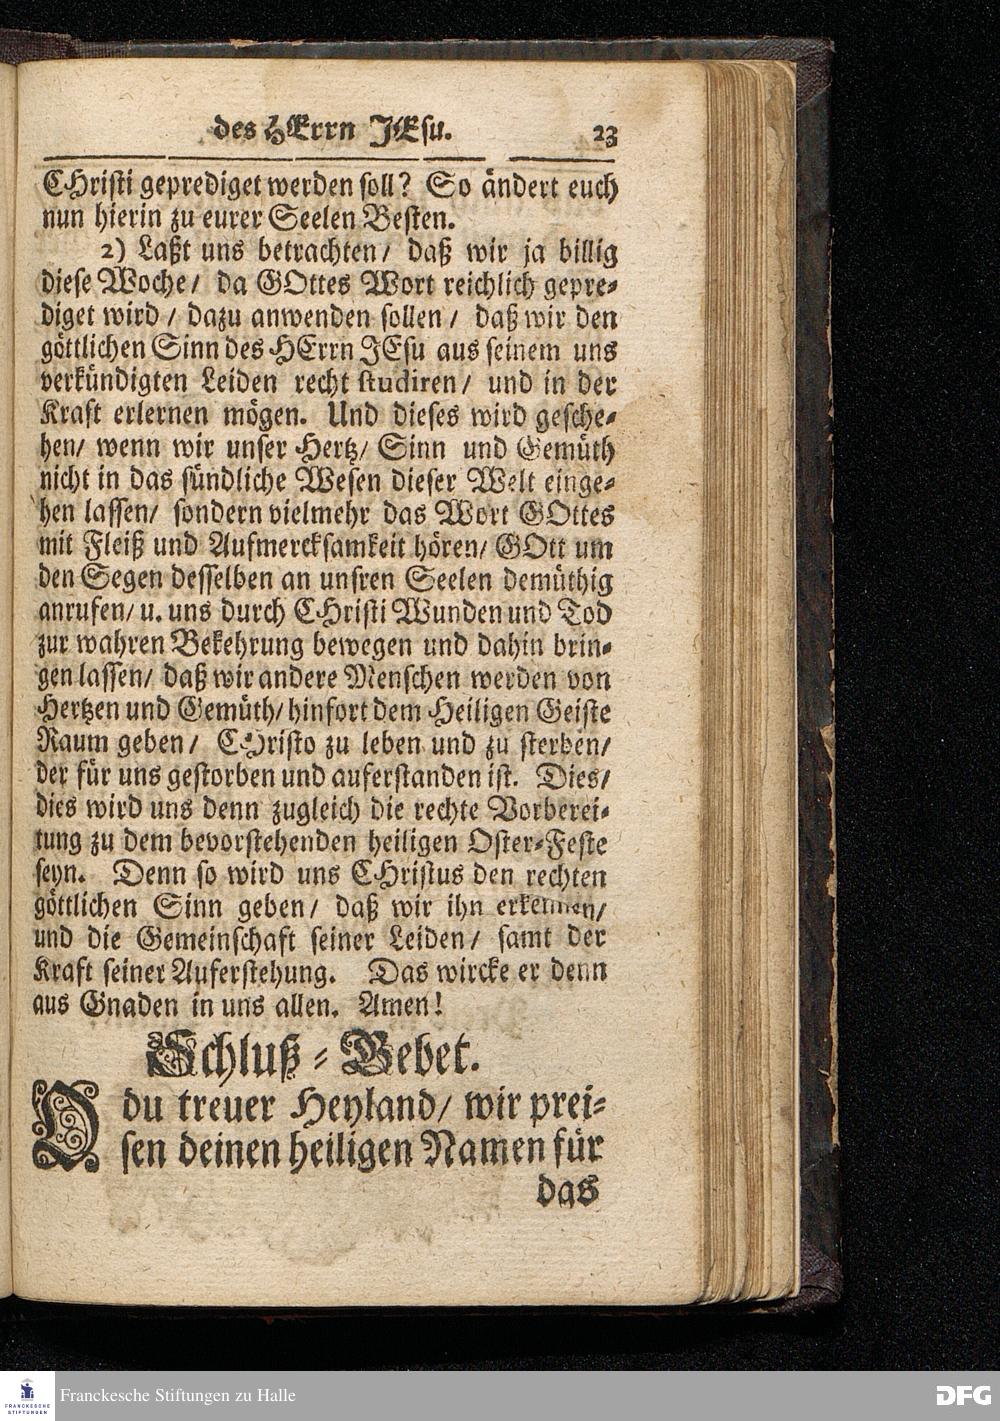 des HErrn JEsu. 23
CHristi geprediget werden soll? So ändert euch
nun hierin zu eurer Seelen Besten.
2) Laßt uns betrachten/ daß wir ja billig
diese Woche/ da GOttes Wort reichlich gepre-
diget wird/ dazu anwenden sollen/ daß wir den
göttlichen Sinn des HErrn JEsu aus seinem uns
verkündigten Leiden recht studiren/ und in der
Kraft erlernen mögen. Und dieses wird gesche-
hen/ wenn wir unser Hertz/ Sinn und Gemüth
nicht in das sündliche Wesen dieser Welt einge-
hen lassen/ sondern vielmehr das Wort GOttes
mit Fleiß und Aufmercksamkeit hören/ GOtt um
den Segen desselben an unsren Seelen demüthig
anrufen/ u. uns durch CHristi Wunden und Tod
zur wahren Bekehrung bewegen und dahin brin-
gen lassen/ daß wir andere Menschen werden von
Hertzen und Gemüth/ hinfort dem Heiligen Geiste
Raum geben/ CHristo zu leben und zu sterben/
der für uns gestorben und auferstanden ist. Dies/
dies wird uns denn zugleich die rechte Vorberei-
tung zu dem bevorstehenden heiligen Oster-Feste
seyn. Denn so wird uns CHristus den rechten
göttlichen Sinn geben/ daß wir ihn erkennen/
und die Gemeinschaft seiner Leiden/ samt der
Kraft seiner Auferstehung. Das wircke er denn
aus Gnaden in uns allen. Amen!
Schluß-Gebet.
O du treuer Heyland/ wir prei-
sen deinen heiligen Namen für
das
FRANCKESCHE
STIFTUNGEN
Franckesche Stiftungen zu Halle
DFG